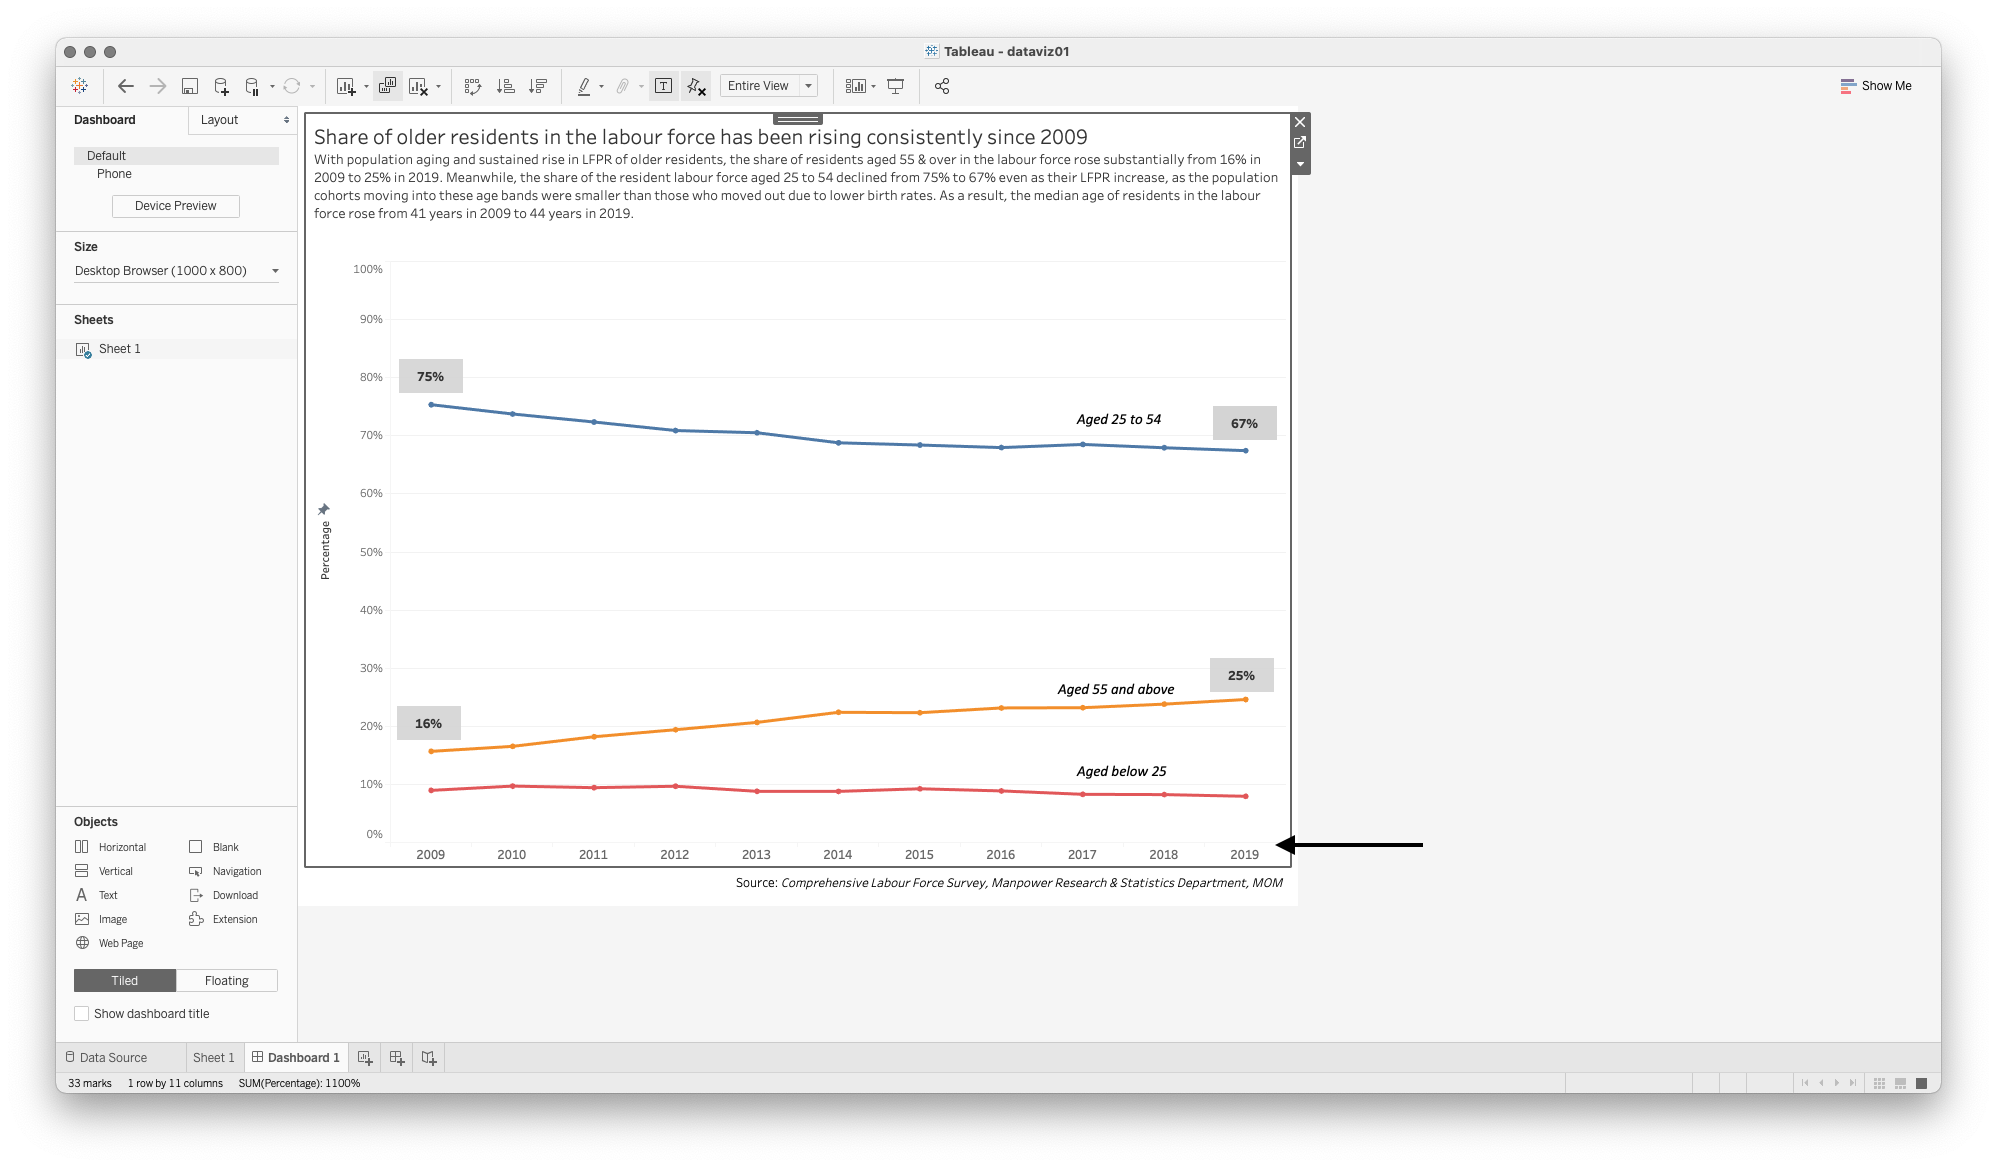 Tableau - dataviz01
T
Entire View
Show Me
Dashboard
Layout
Default
Phone
Device Preview
Size
Desktop Browser (1000 x 800)
Sheets
Sheet 1
Objects
Horizontal
Blank
Vertical
Navigation
A Text
Download
Image
Extension
Web Page
Tiled
Floating
Show dashboard title
Share of older residents in the labour force has been rising consistently since 2009
With population aging and sustained rise in LFPR of older residents, the share of residents aged 55 & over in the labour force rose substantially from 16% in
2009 to 25% in 2019. Meanwhile, the share of the resident labour force aged 25 to 54 declined from 75% to 67% even as their LFPR increase, as the population
cohorts moving into these age bands were smaller than those who moved out due to lower birth rates. As a result, the median age of residents in the labour
force rose from 41 years in 2009 to 44 years in 2019.
Percentage
100%
90%
80%
70%
60%
50%
40%
30%
20%
10%
0%
75%
Aged 25 to 54
67%
25%
Aged 55 and above
16%
Aged below 25
2009 2010 2011 2012 2013 2014 2015 2016 2017 2018 2019
Source: Comprehensive Labour Force Survey, Manpower Research & Statistics Department, MOM
Data Source
Sheet 1
Dashboard 1
33 marks
1 row by 11 columns
SUM(Percentage): 1100%